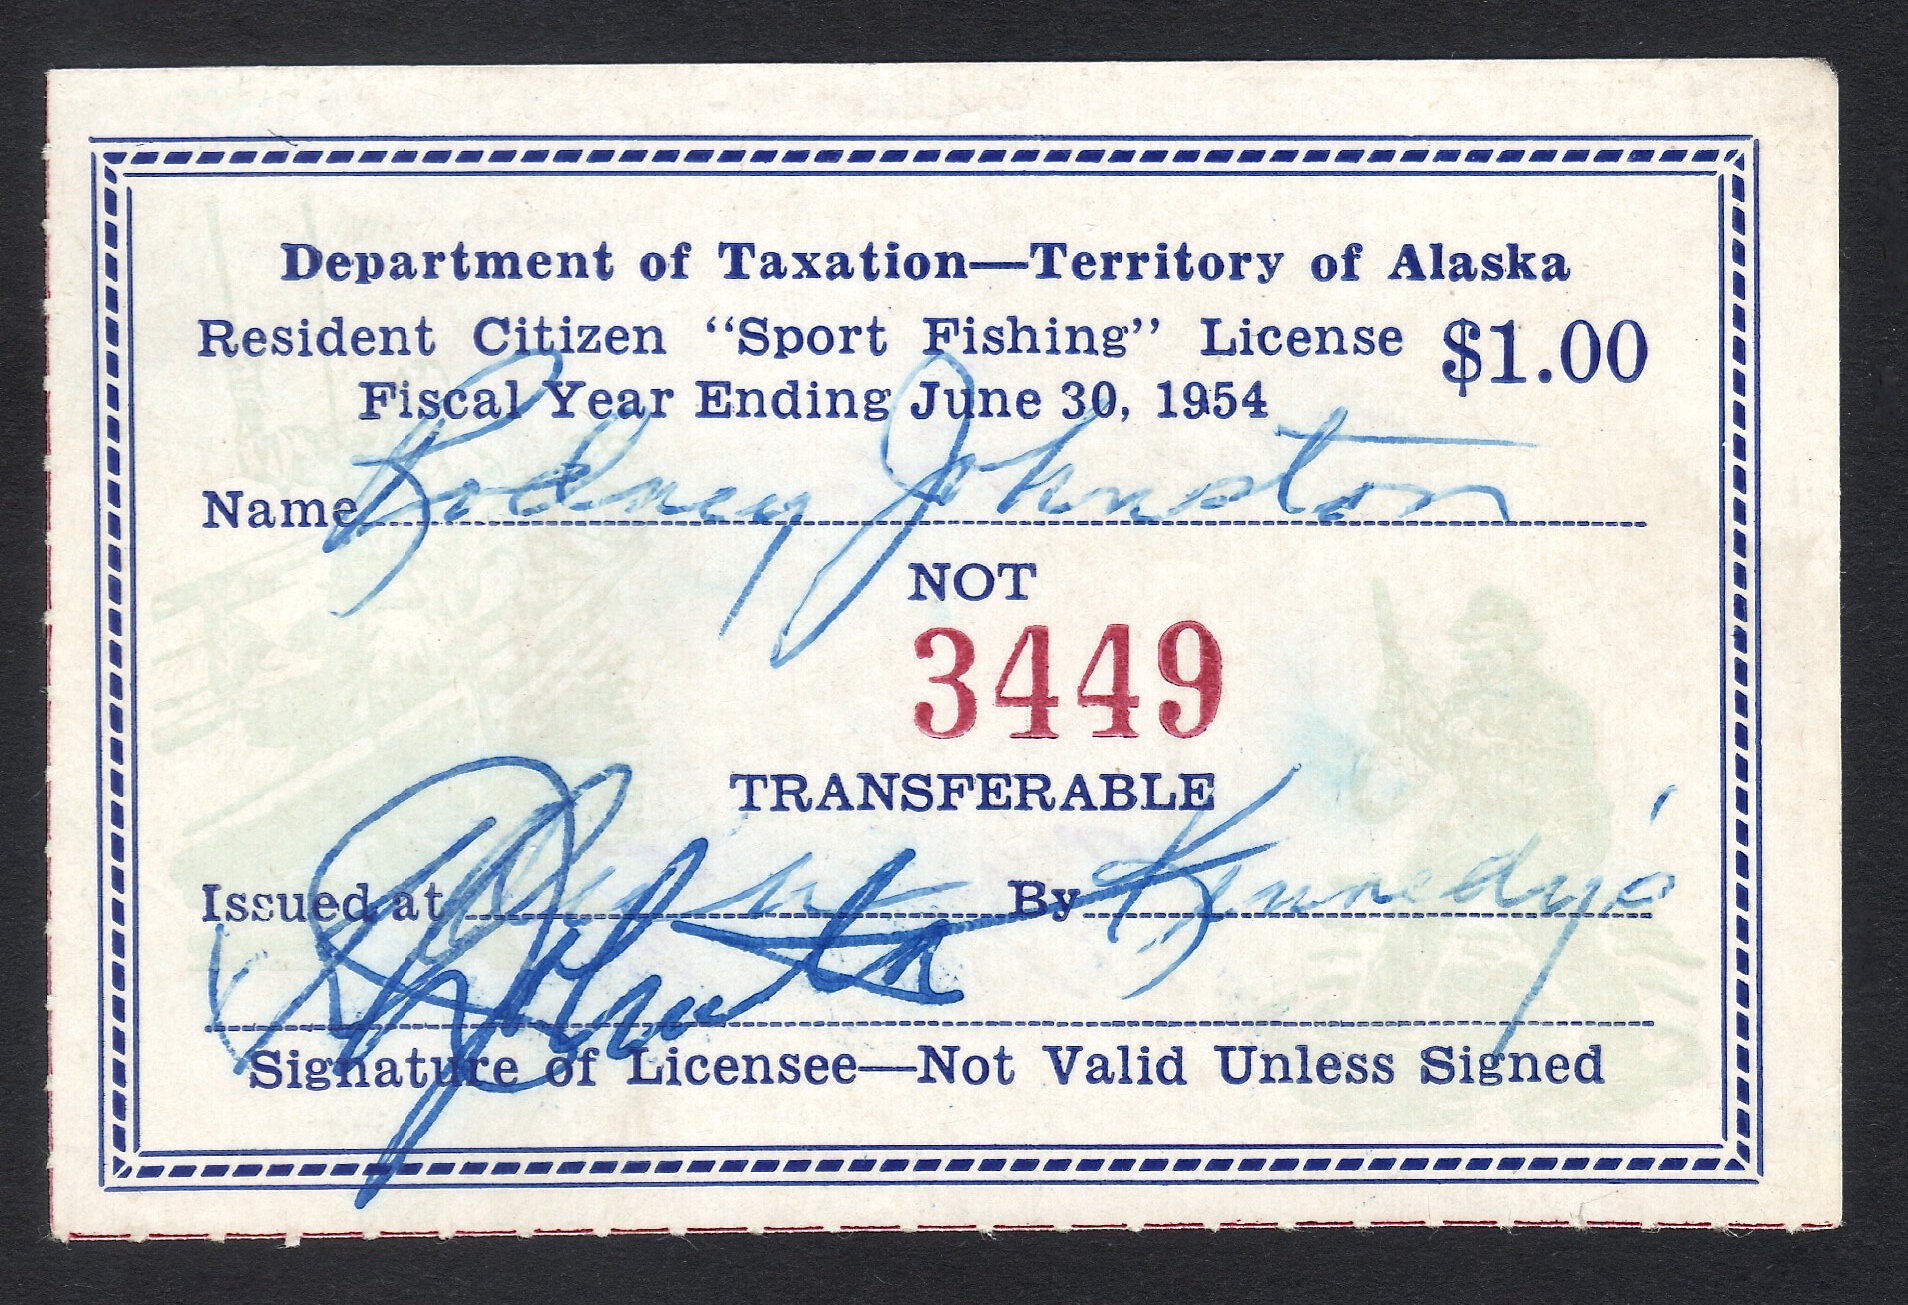 Department of Taxation—Territory of Alaska
Resident Citizen “Sport Fishing” License $1.00
Fiscal Year Ending June 30, 1954
Name Rodney Johnston
NOT
3449
TRANSFERABLE
Issued at By Kennedy's
Signature of Licensee—Not Valid Unless Signed